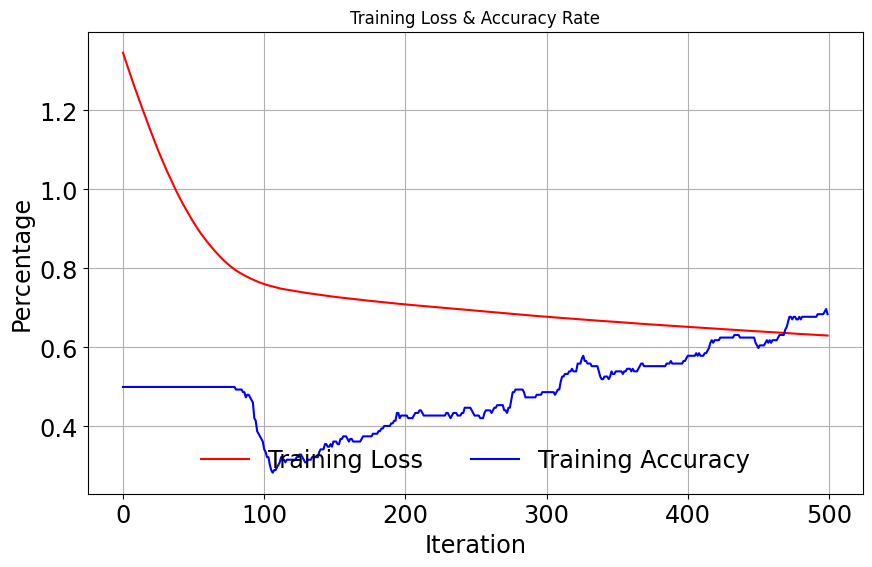 Training Loss & Accuracy Rate
1.2
1.0
0.8
0.6
0.4
Percentage
Training Loss Training Accuracy
0 100 200 300 400 500
Iteration